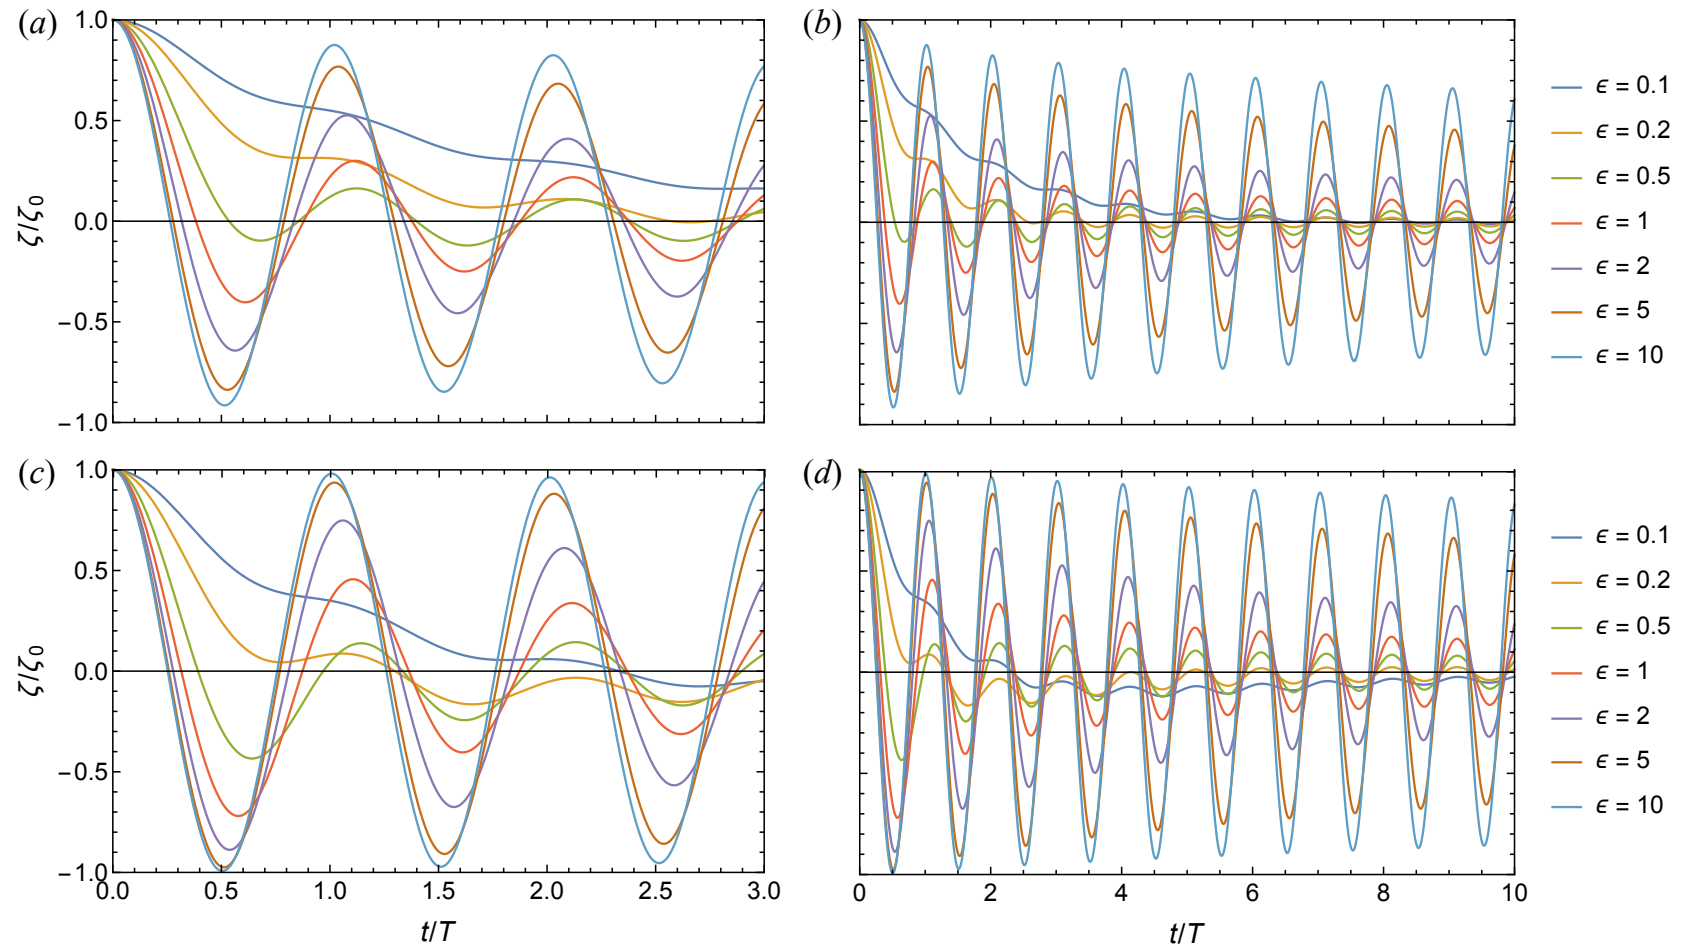 (a)
1.0
0.5
0.0
−0.5
−1.0
ζ/ζ0
(b)
ϵ = 0.1
ϵ = 0.2
ϵ = 0.5
ϵ = 1
ϵ = 2
ϵ = 5
ϵ = 10
(c)
1.0
0.5
0.0
−0.5
−1.0
ζ/ζ0
0.0 0.5 1.0 1.5 2.0 2.5 3.0
t/T
(d)
0 2 4 6 8 10
t/T
ϵ = 0.1
ϵ = 0.2
ϵ = 0.5
ϵ = 1
ϵ = 2
ϵ = 5
ϵ = 10